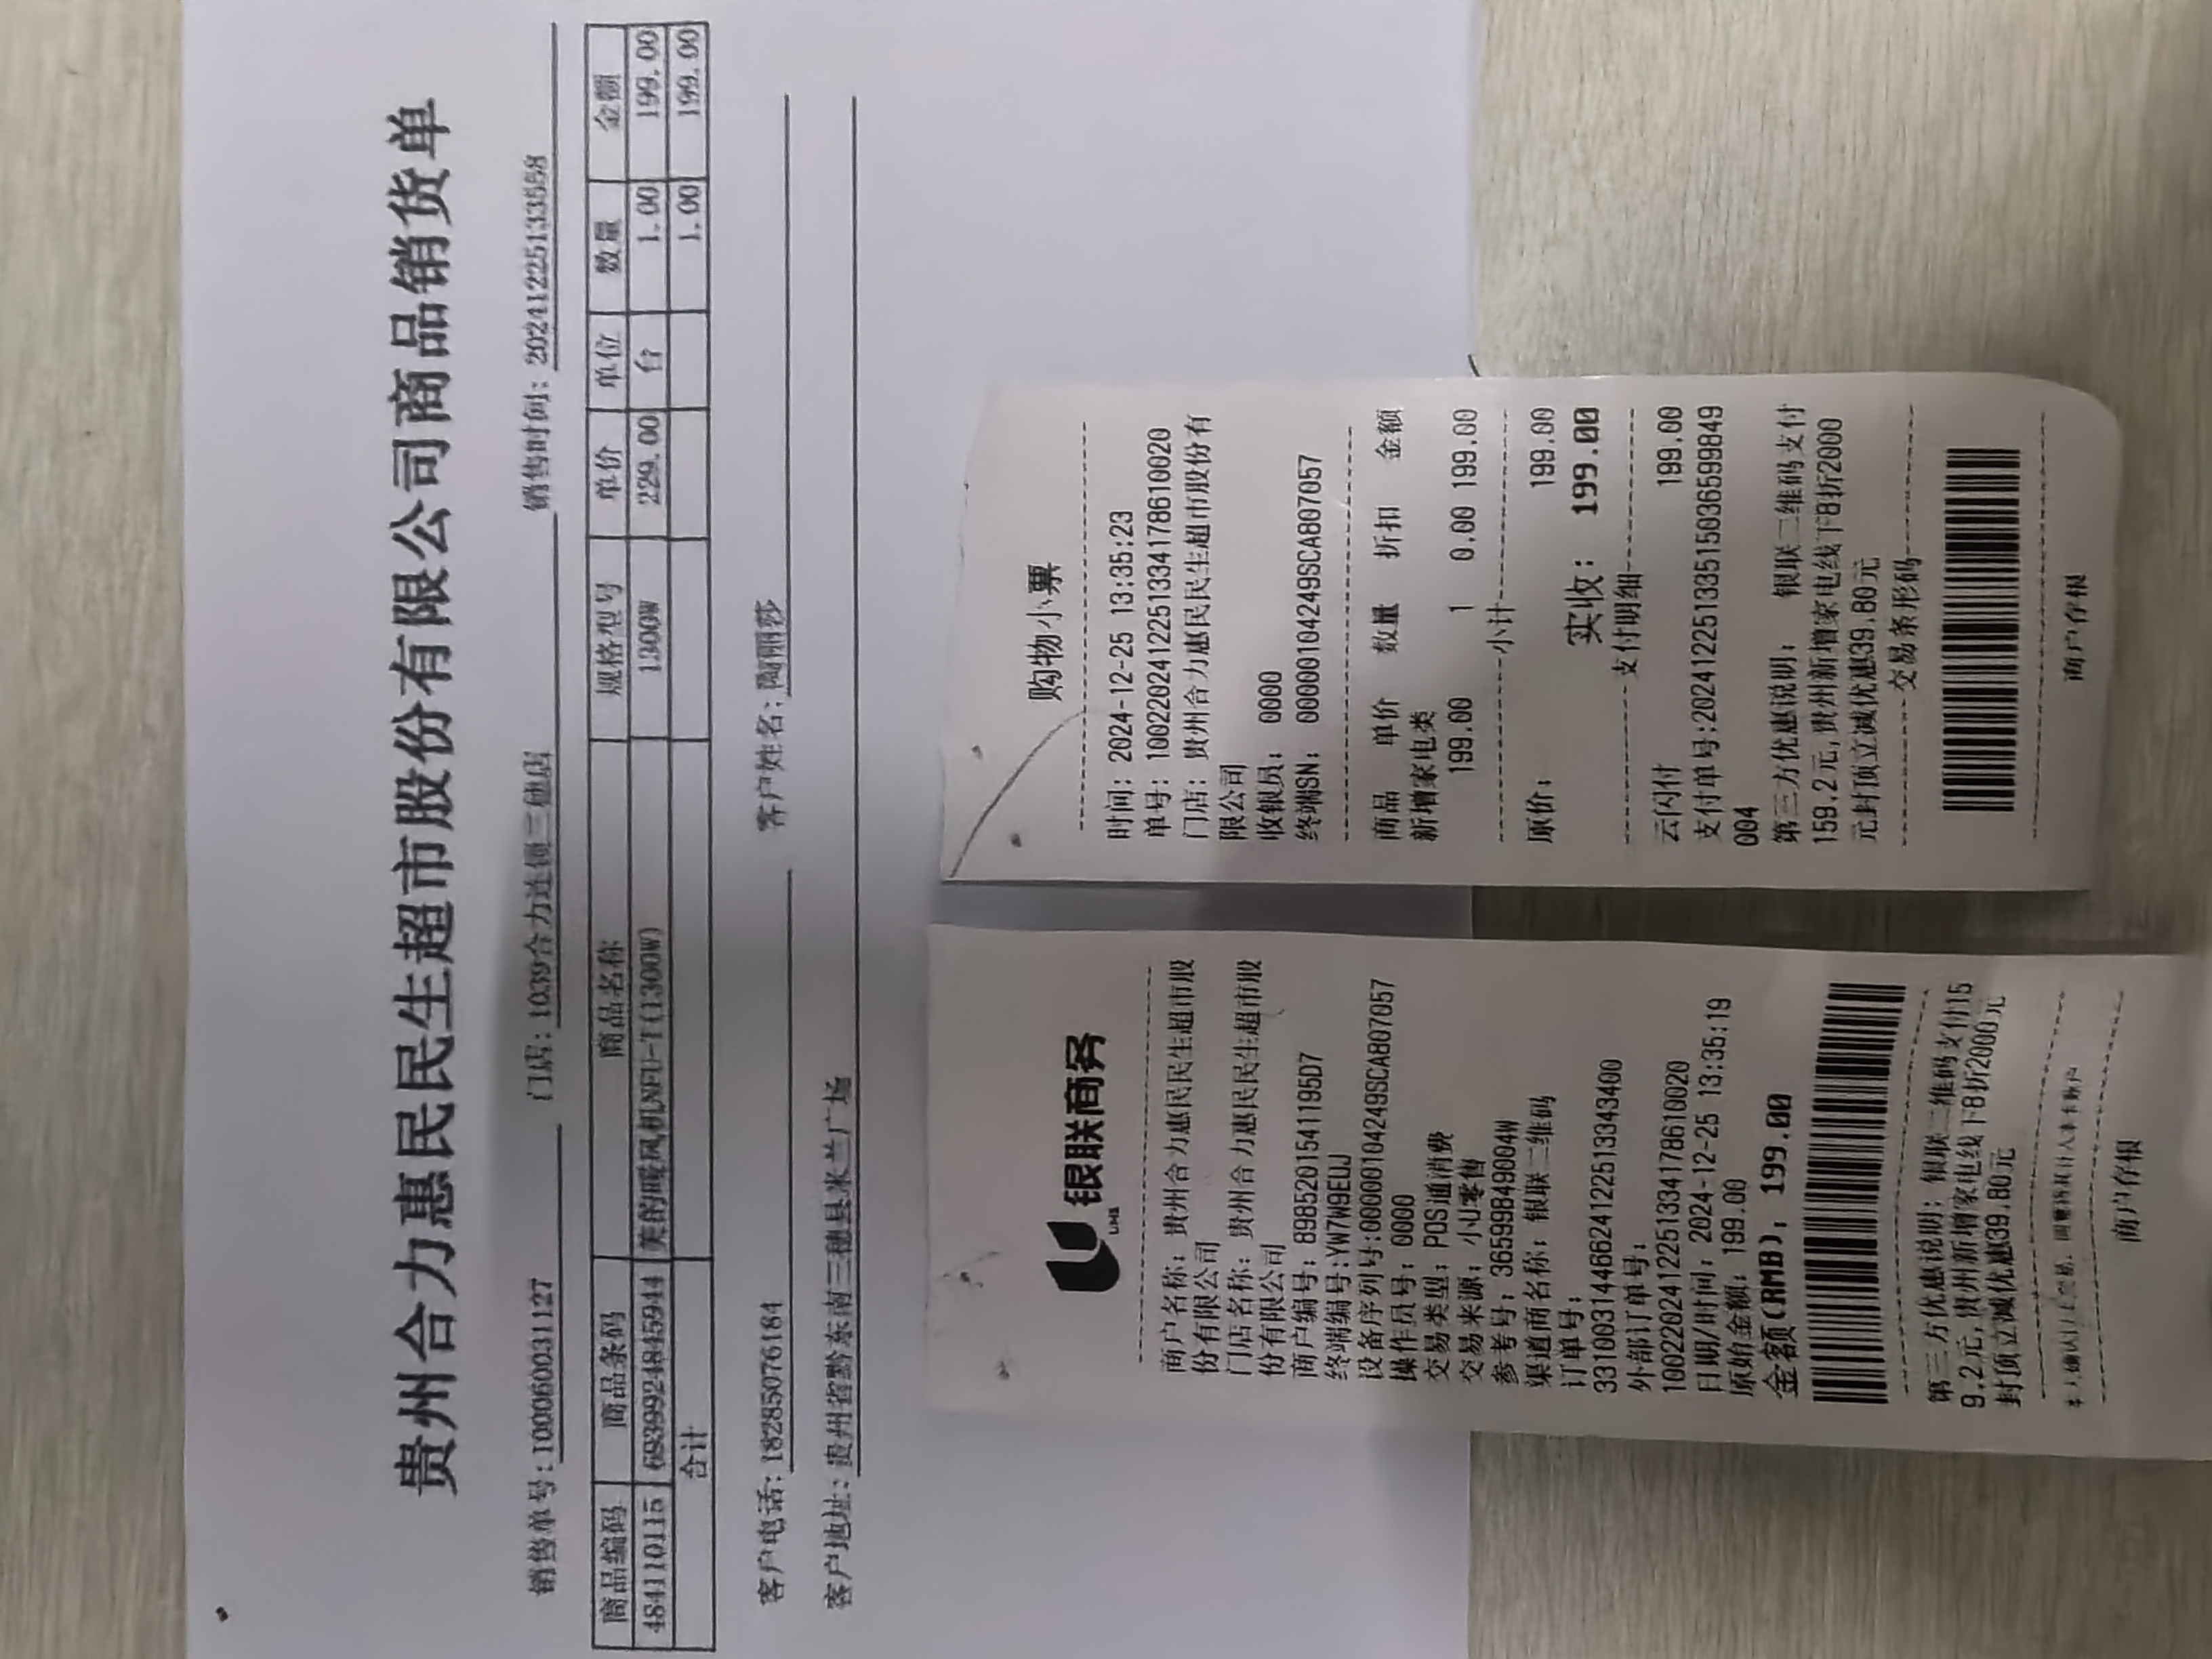 贵州合力惠民民生超市股份有限公司商品销货单
销售单号: 1000600311​27 门店: 1039合力连锁三穗店 销售时间: 20241225133558
商品编码 商品条码 商品名称 规格型号 单价 单位 数量 金额
484110115 6939924845944 美的暖风机NFU-T(1300W) 1300W 229.00 台 1.00 199.00
合计 1.00 199.00
客户电话: 18285076184 客户姓名: 陶丽莎
客户地址: 贵州省黔东南三穗县米兰广场
银联商务
UMS
商户名称: 贵州合力惠民民生超市股
份有限公司
门店名称: 贵州合力惠民民生超市股
份有限公司
商户编号: 8985201541195D7
终端编号:YW7W9EUJ
设备序列号:0000010424​9SCA807057
操作员号: 0000
交易类型: POS通消费
交易来源: 小U零售
参考号: 36599849004W
渠道商名称: 银联二维码
订单号:
33100314466241225133434​00
外部订单号:
10022024122513341786100​20
日期/时间: 2024-12-25 13:35:19
原始金额: 199.00
金额(RMB): 199.00
第三方优惠说明: 银联二维码支付15
9.2元,贵州新增家电线下8折2000元
封顶立减优惠39.80元
商户存根
购物小票
时间: 2024-12-25 13:35:23
单号: 1002202412251334178610020
门店: 贵州合力惠民民生超市股份有
限公司
收银员: 0000
终端SN: 00000104249SCA807057
商品 单价 数量 折扣 金额
新增家电类
199.00 1 0.00 199.00
小计
原价: 199.00
实收: 199.00
支付明细
云闪付 199.00
支付单号:20241225133515036599849
004
第三方优惠说明: 银联二维码支付
159.2元,贵州新增家电线下8折2000
元封顶立减优惠39.80元
交易条形码
商户存根